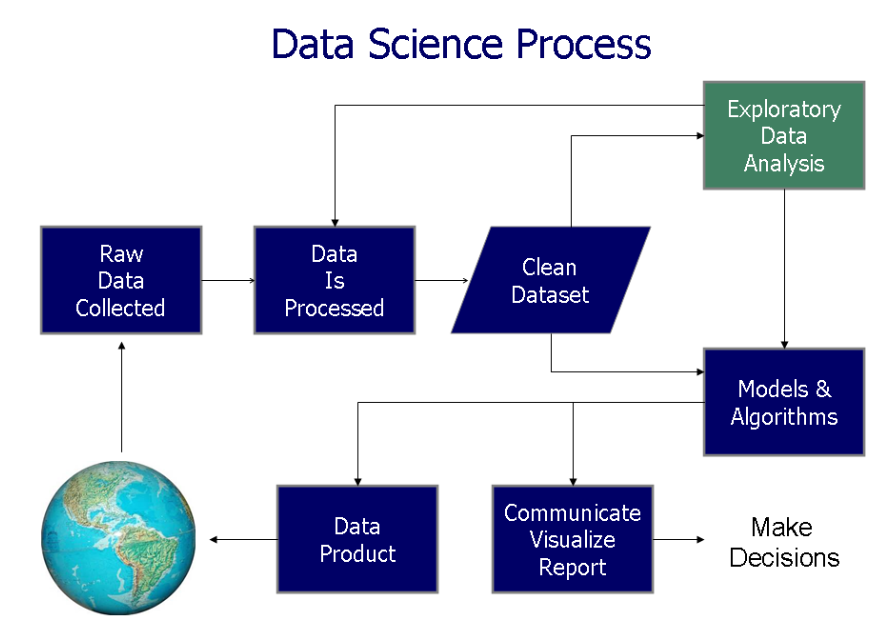 Data Science Process
Exploratory
Data
Analysis
Raw
Data
Collected
Data
Is
Processed
Clean
Dataset
Models &
Algorithms
Data
Product
Communicate
Visualize
Report
Make
Decisions